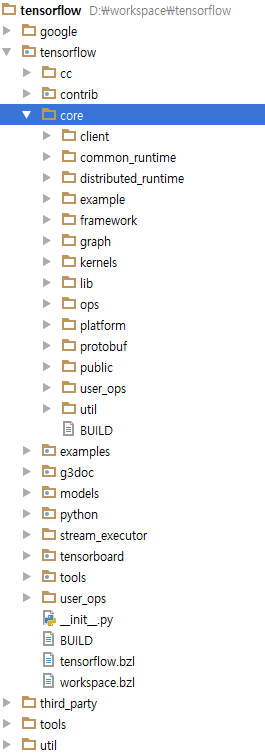 tensorflow D:₩workspace₩tensorflow
google
tensorflow
cc
contrib
core
client
common_runtime
distributed_runtime
example
framework
graph
kernels
lib
ops
platform
protobuf
public
user_ops
util
BUILD
examples
g3doc
models
python
stream_executor
tensorboard
tools
user_ops
__init__.py
BUILD
tensorflow.bzl
workspace.bzl
third_party
tools
util